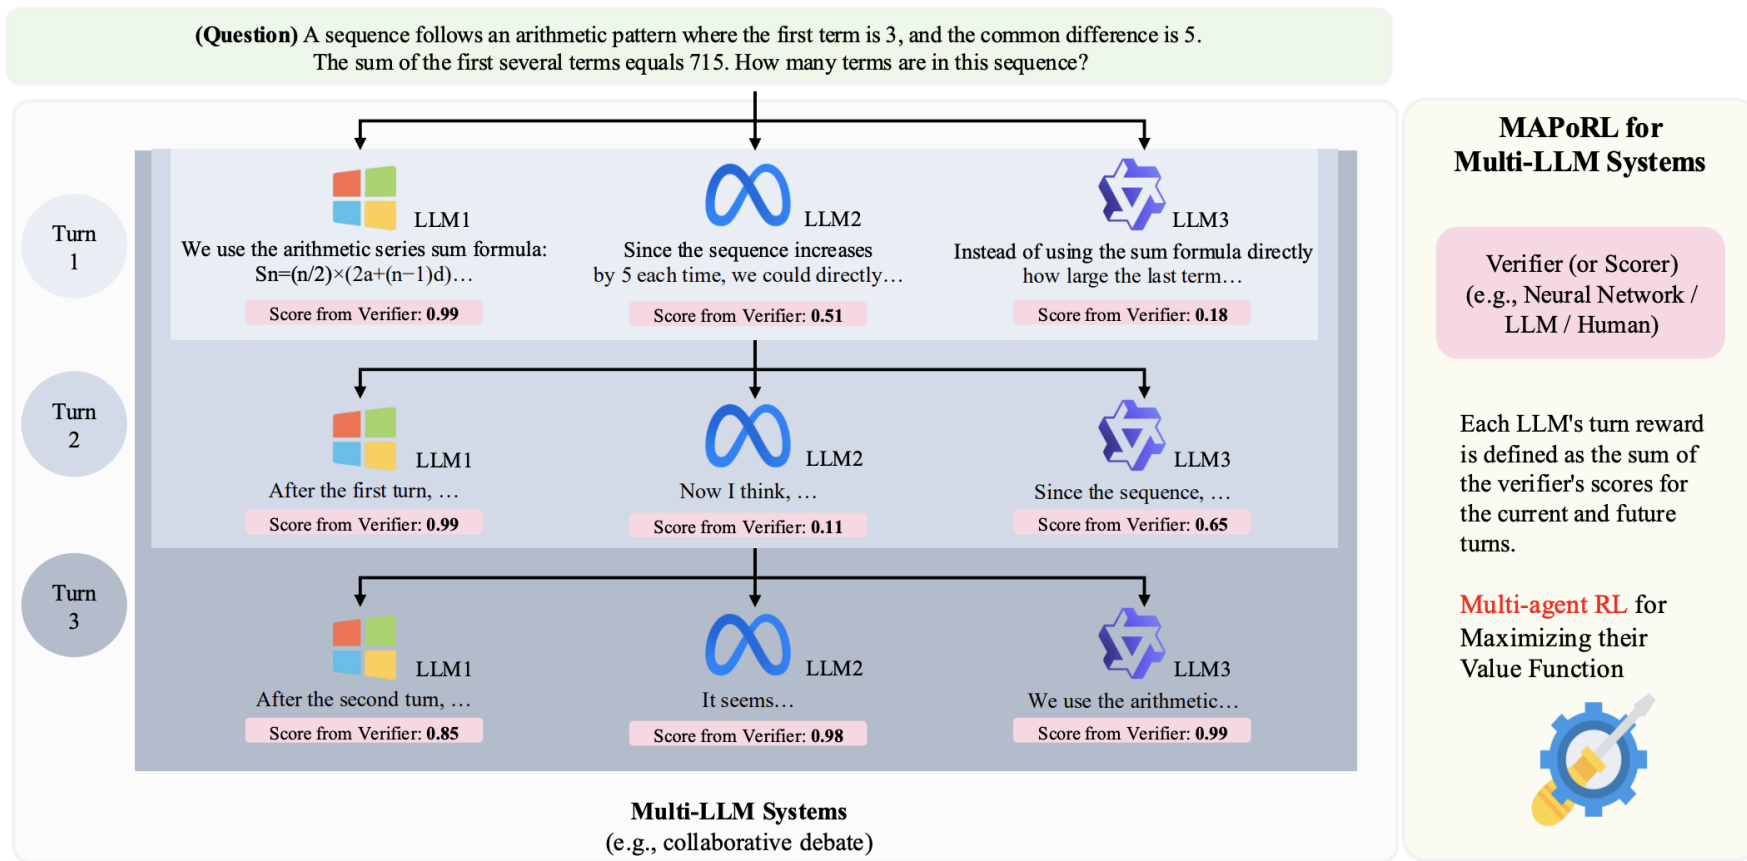 (Question) A sequence follows an arithmetic pattern where the first term is 3, and the common difference is 5.
The sum of the first several terms equals 715. How many terms are in this sequence?
Turn
1
LLM1
We use the arithmetic series sum formula:
Sn=(n/2)×(2a+(n−1)d)…
Score from Verifier: 0.99
LLM2
Since the sequence increases
by 5 each time, we could directly…
Score from Verifier: 0.51
LLM3
Instead of using the sum formula directly
how large the last term…
Score from Verifier: 0.18
Turn
2
LLM1
After the first turn, …
Score from Verifier: 0.99
LLM2
Now I think, …
Score from Verifier: 0.11
LLM3
Since the sequence, …
Score from Verifier: 0.65
Turn
3
LLM1
After the second turn, …
Score from Verifier: 0.85
LLM2
It seems…
Score from Verifier: 0.98
LLM3
We use the arithmetic…
Score from Verifier: 0.99
Multi-LLM Systems
(e.g., collaborative debate)
MAPoRL for
Multi-LLM Systems
Verifier (or Scorer)
(e.g., Neural Network /
LLM / Human)
Each LLM's turn reward
is defined as the sum of
the verifier's scores for
the current and future
turns.
Multi-agent RL for
Maximizing their
Value Function